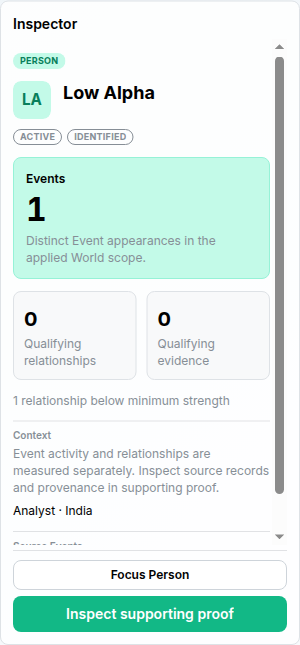 Inspector
PERSON
LA
Low Alpha
ACTIVE
IDENTIFIED
Events
1
Distinct Event appearances in the
applied World scope.
0
Qualifying
relationships
0
Qualifying
evidence
1 relationship below minimum strength
Context
Event activity and relationships are
measured separately. Inspect source records
and provenance in supporting proof.
Analyst · India
Source Events
Focus Person
Inspect supporting proof